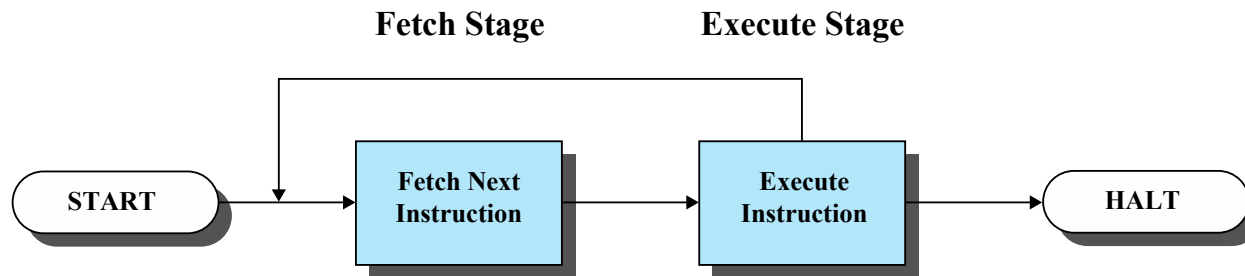 Fetch Stage
Execute Stage
START
Fetch Next
Instruction
Execute
Instruction
HALT